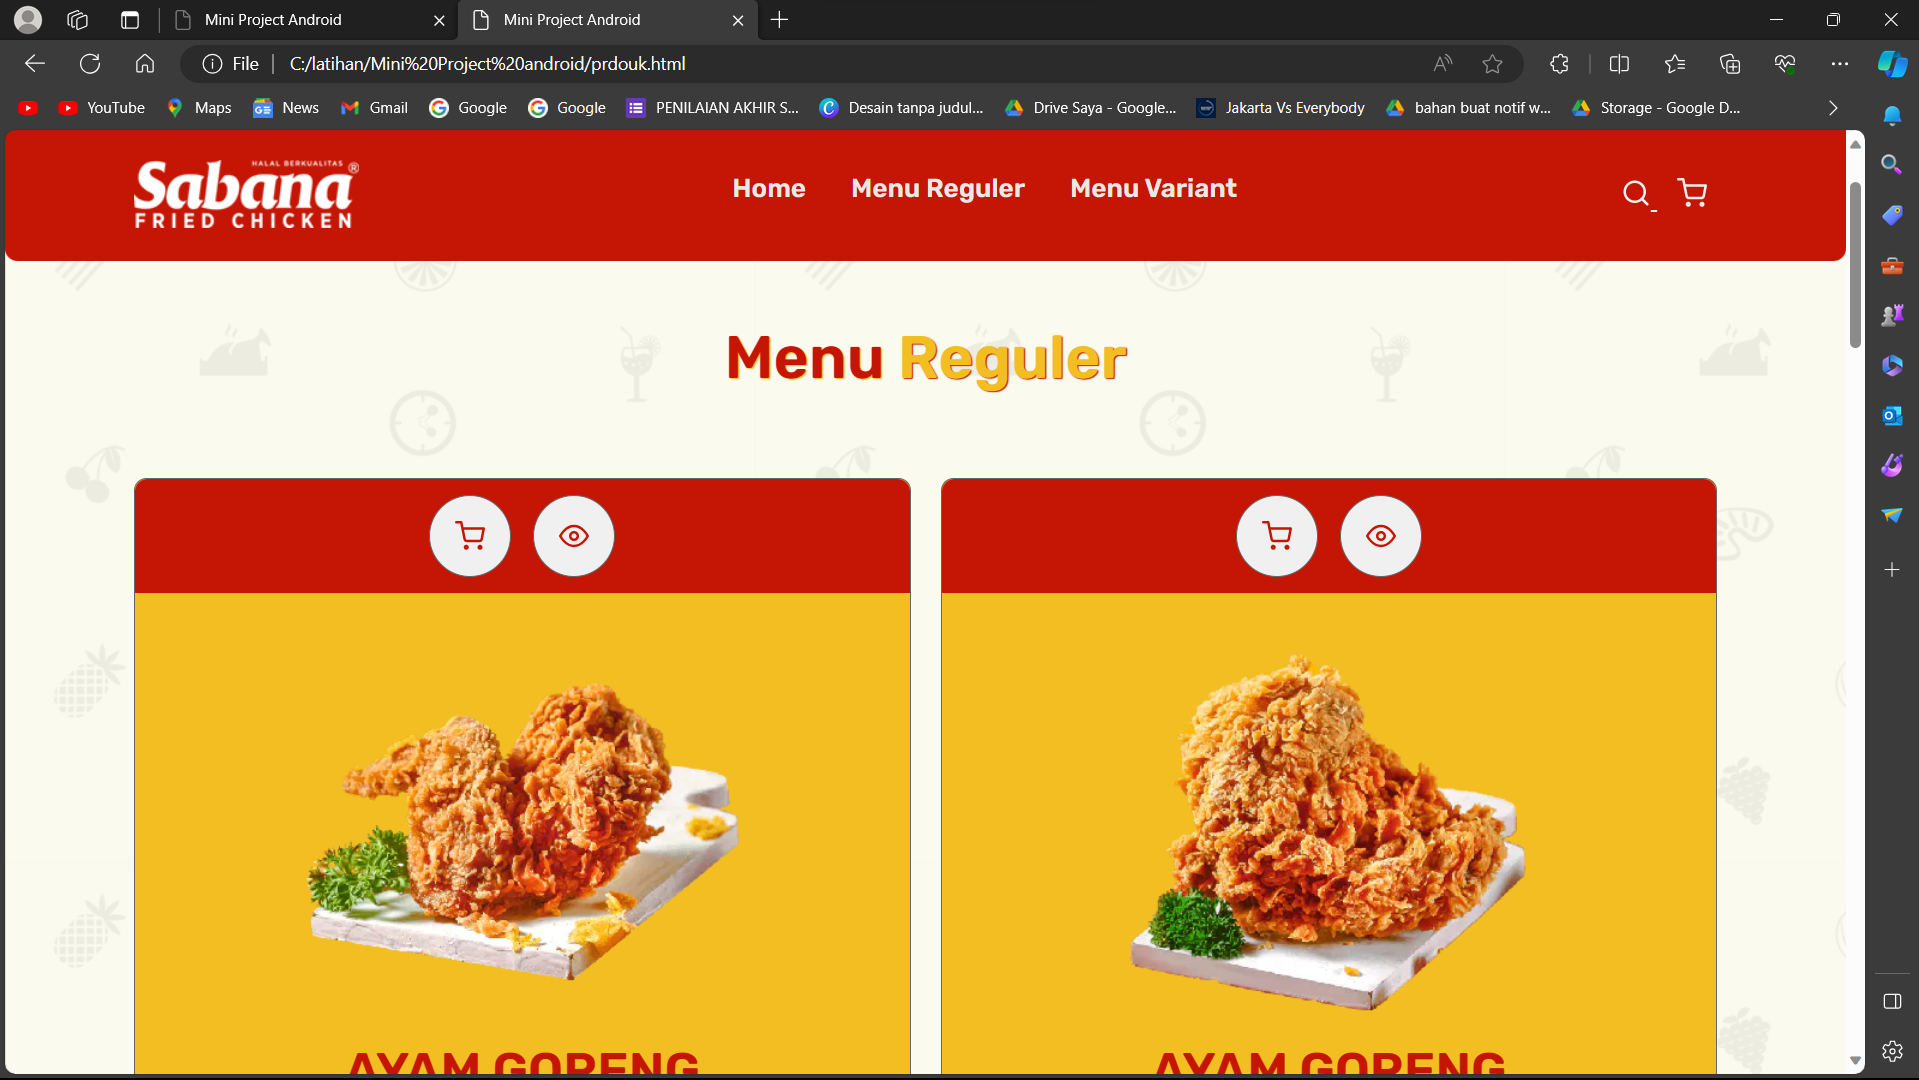 Mini Project Android
Mini Project Android
File
C:/latihan/Mini%20Project%20android/prdouk.html
YouTube
Maps
News
Gmail
Google
Google
PENILAIAN AKHIR S...
Desain tanpa judul...
Drive Saya - Google...
Jakarta Vs Everybody
bahan buat notif w...
Storage - Google D...
HALAL BERKUALITAS
Sabana®
FRIED CHICKEN
Home
Menu Reguler
Menu Variant
Menu Reguler
AYAM GORENG
AYAM GORENG